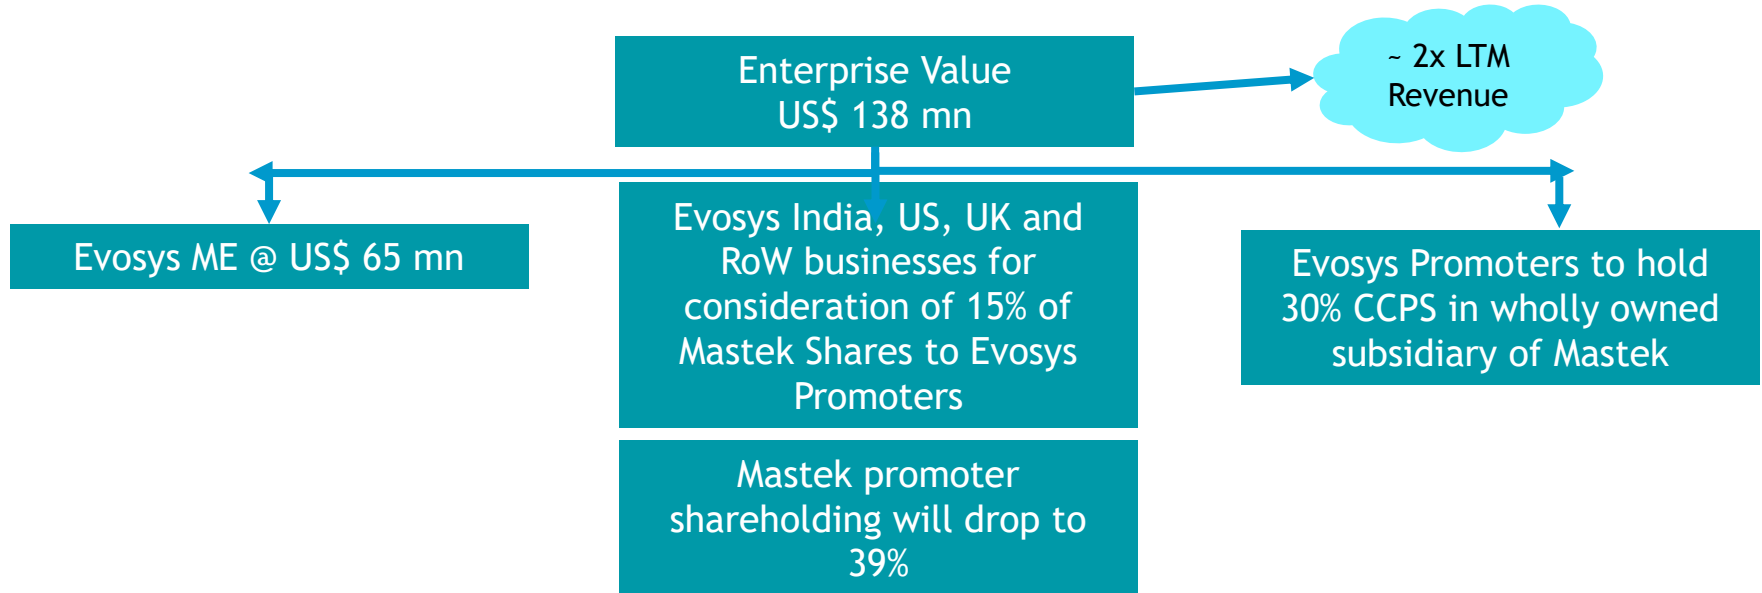 Enterprise Value
US$ 138 mn
~ 2x LTM
Revenue
Evosys ME @ US$ 65 mn
Evosys India, US, UK and
RoW businesses for
consideration of 15% of
Mastek Shares to Evosys
Promoters
Evosys Promoters to hold
30% CCPS in wholly owned
subsidiary of Mastek
Mastek promoter
shareholding will drop to
39%